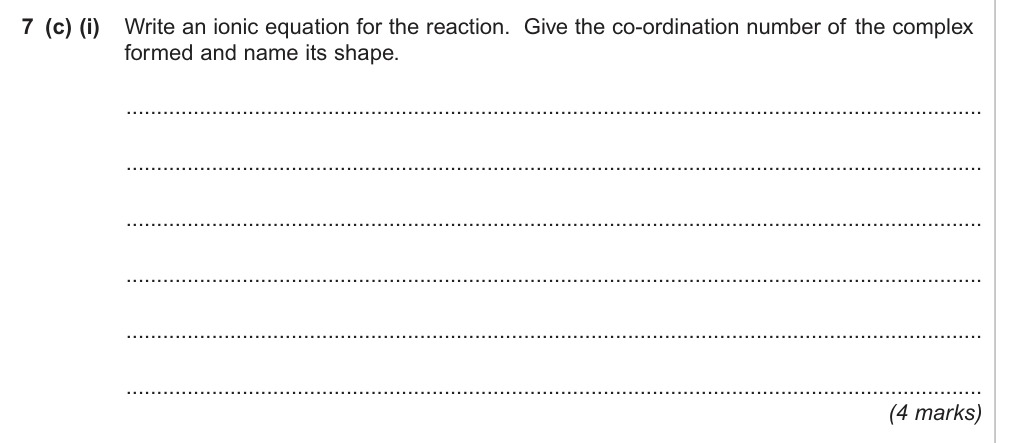 7 (c) (i) Write an ionic equation for the reaction. Give the co-ordination number of the complex
formed and name its shape.
................................................................................................................................................
................................................................................................................................................
................................................................................................................................................
................................................................................................................................................
................................................................................................................................................
................................................................................................................................................
(4 marks)